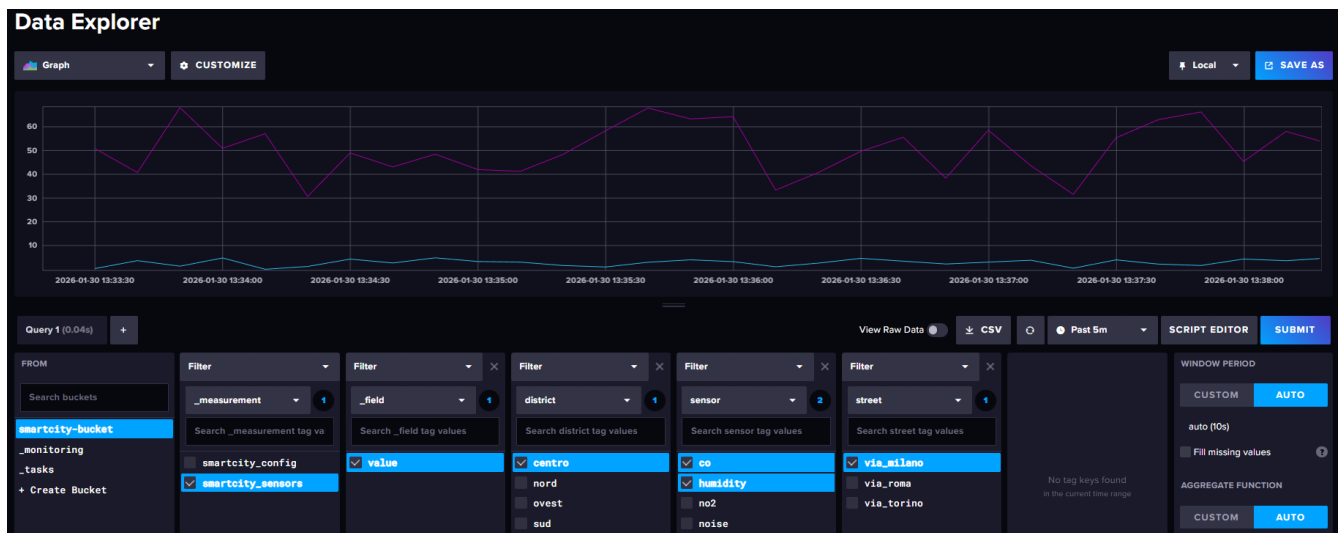 Data Explorer
Graph
CUSTOMIZE
Local
SAVE AS
60
50
40
30
20
10
2026-01-30 13:33:30
2026-01-30 13:34:00
2026-01-30 13:34:30
2026-01-30 13:35:00
2026-01-30 13:35:30
2026-01-30 13:36:00
2026-01-30 13:36:30
2026-01-30 13:37:00
2026-01-30 13:37:30
2026-01-30 13:38:00
Query 1 (0.04s)
+
View Raw Data
CSV
Past 5m
SCRIPT EDITOR
SUBMIT
FROM
Search buckets
smartcity-bucket
_monitoring
_tasks
+ Create Bucket
Filter
_measurement
1
Search _measurement tag va
smartcity_config
smartcity_sensors
Filter
_field
1
Search _field tag values
value
Filter
district
1
Search district tag values
centro
nord
ovest
sud
Filter
sensor
2
Search sensor tag values
co
humidity
no2
noise
Filter
street
1
Search street tag values
via_milano
via_roma
via_torino
No tag keys found
in the current time range
WINDOW PERIOD
CUSTOM
AUTO
auto (10s)
Fill missing values
?
AGGREGATE FUNCTION
CUSTOM
AUTO